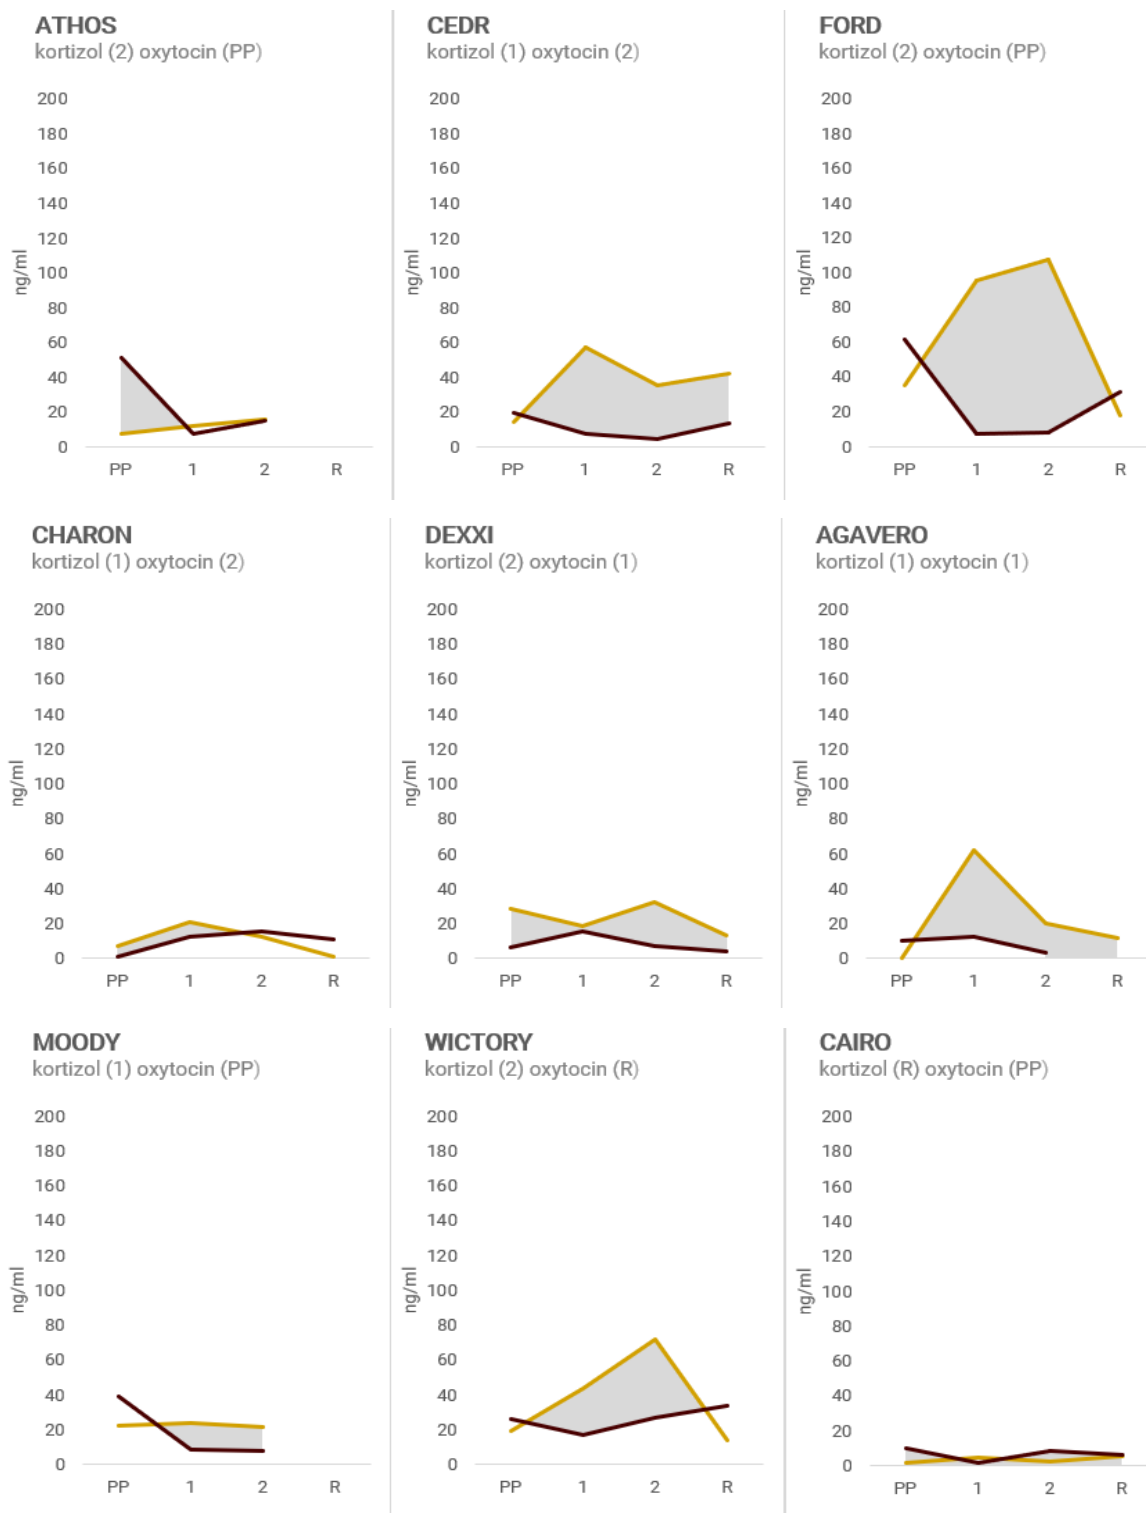 ATHOS
kortizol (2) oxytocin (PP)
200
180
160
140
120
100
80
60
40
20
0
ng/ml
PP 1 2 R
CEDR
kortizol (1) oxytocin (2)
200
180
160
140
120
100
80
60
40
20
0
ng/ml
PP 1 2 R
FORD
kortizol (2) oxytocin (PP)
200
180
160
140
120
100
80
60
40
20
0
ng/ml
PP 1 2 R
CHARON
kortizol (1) oxytocin (2)
200
180
160
140
120
100
80
60
40
20
0
ng/ml
PP 1 2 R
DEXXI
kortizol (2) oxytocin (1)
200
180
160
140
120
100
80
60
40
20
0
ng/ml
PP 1 2 R
AGAVERO
kortizol (1) oxytocin (1)
200
180
160
140
120
100
80
60
40
20
0
ng/ml
PP 1 2 R
MOODY
kortizol (1) oxytocin (PP)
200
180
160
140
120
100
80
60
40
20
0
ng/ml
PP 1 2 R
WICTORY
kortizol (2) oxytocin (R)
200
180
160
140
120
100
80
60
40
20
0
ng/ml
PP 1 2 R
CAIRO
kortizol (R) oxytocin (PP)
200
180
160
140
120
100
80
60
40
20
0
ng/ml
PP 1 2 R